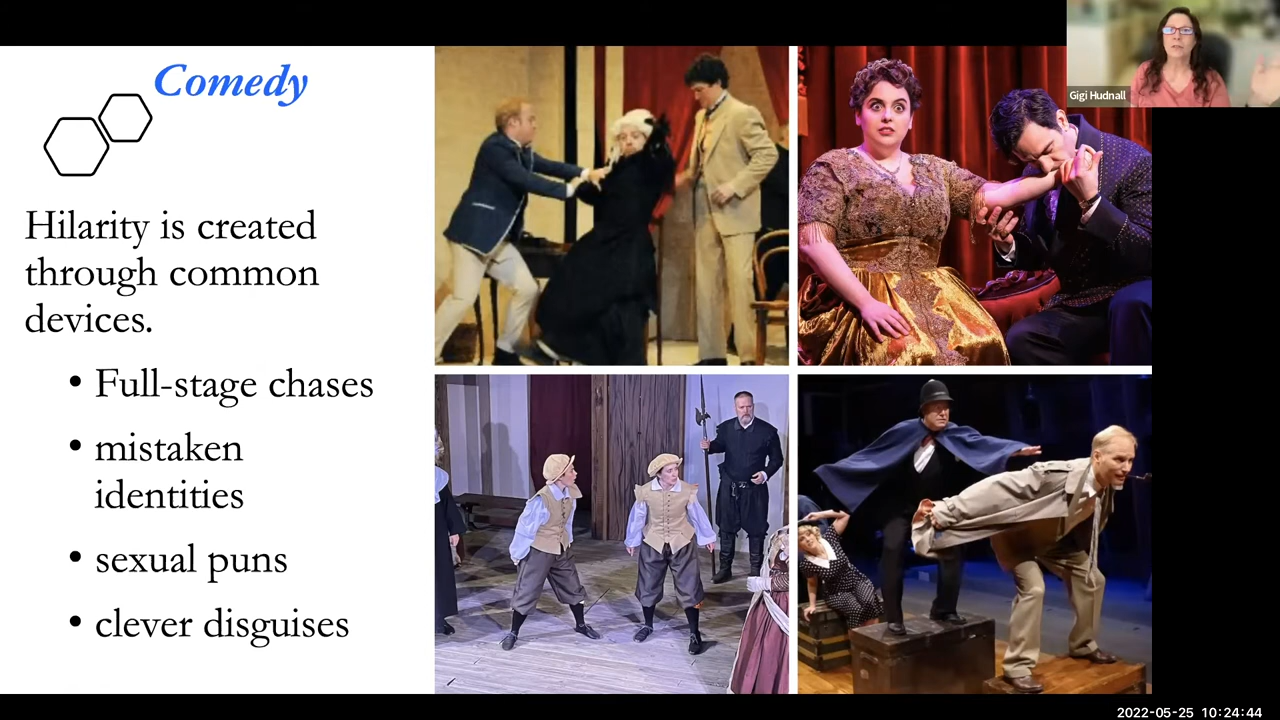 Comedy
Gigi Hudnall
Hilarity is created
through common
devices.
• Full-stage chases
• mistaken
identities
• sexual puns
• clever disguises
2022-05-25 10:24:44